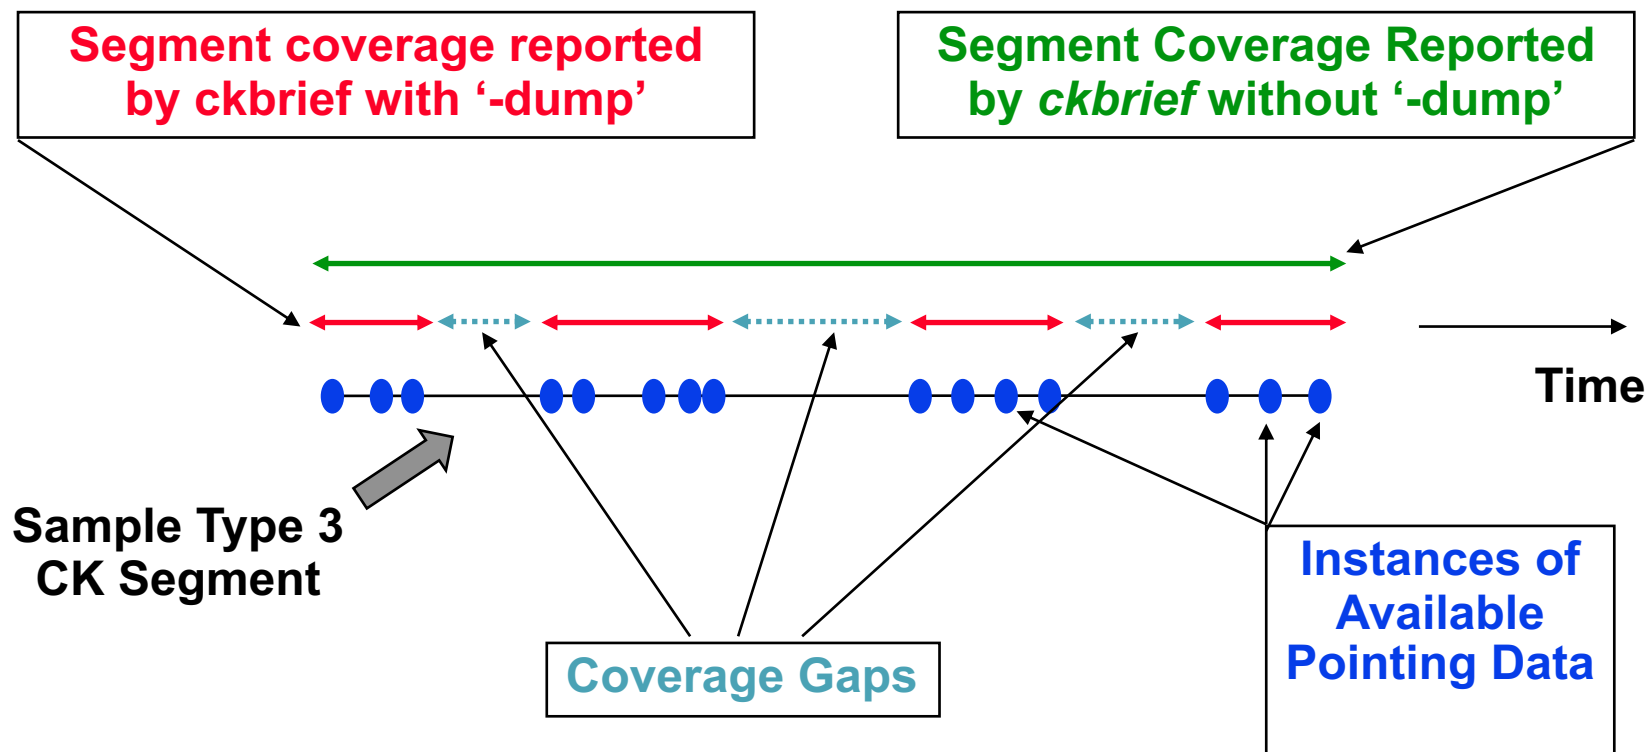 Segment coverage reported
by ckbrief with ‘-dump’
Segment Coverage Reported
by ckbrief without ‘-dump’
Time
Sample Type 3
CK Segment
Coverage Gaps
Instances of
Available
Pointing Data